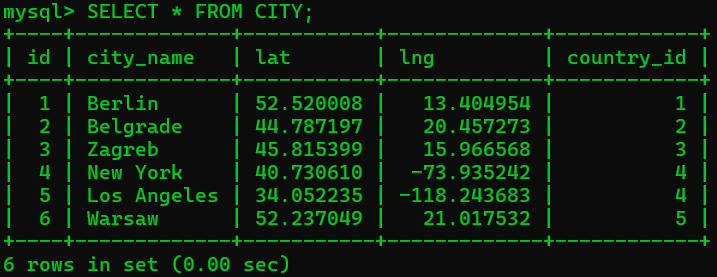 mysql> SELECT * FROM CITY;
+----+-------------+-----------+-------------+------------+
| id | city_name   | lat       | lng         | country_id |
+----+-------------+-----------+-------------+------------+
|  1 | Berlin      | 52.520008 |   13.404954 |          1 |
|  2 | Belgrade    | 44.787197 |   20.457273 |          2 |
|  3 | Zagreb      | 45.815399 |   15.966568 |          3 |
|  4 | New York    | 40.730610 |  -73.935242 |          4 |
|  5 | Los Angeles | 34.052235 | -118.243683 |          4 |
|  6 | Warsaw      | 52.237049 |   21.017532 |          5 |
+----+-------------+-----------+-------------+------------+
6 rows in set (0.00 sec)